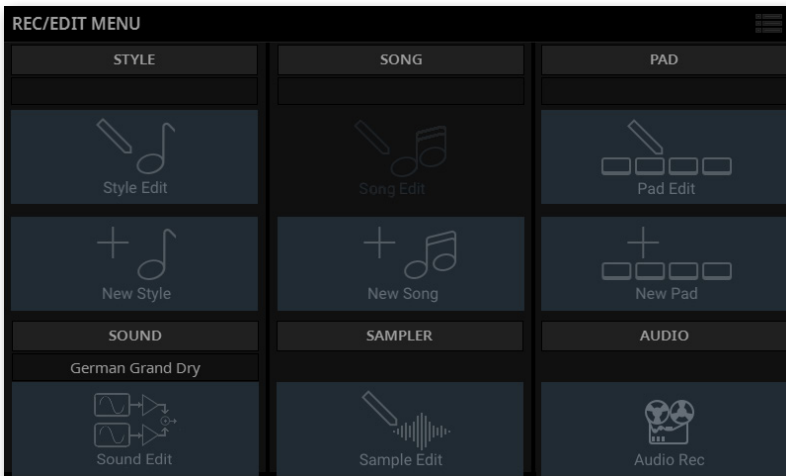 REC/EDIT MENU
STYLE SONG PAD
Style Edit Song Edit Pad Edit
New Style New Song New Pad
SOUND SAMPLER AUDIO
German Grand Dry
Sound Edit Sample Edit Audio Rec